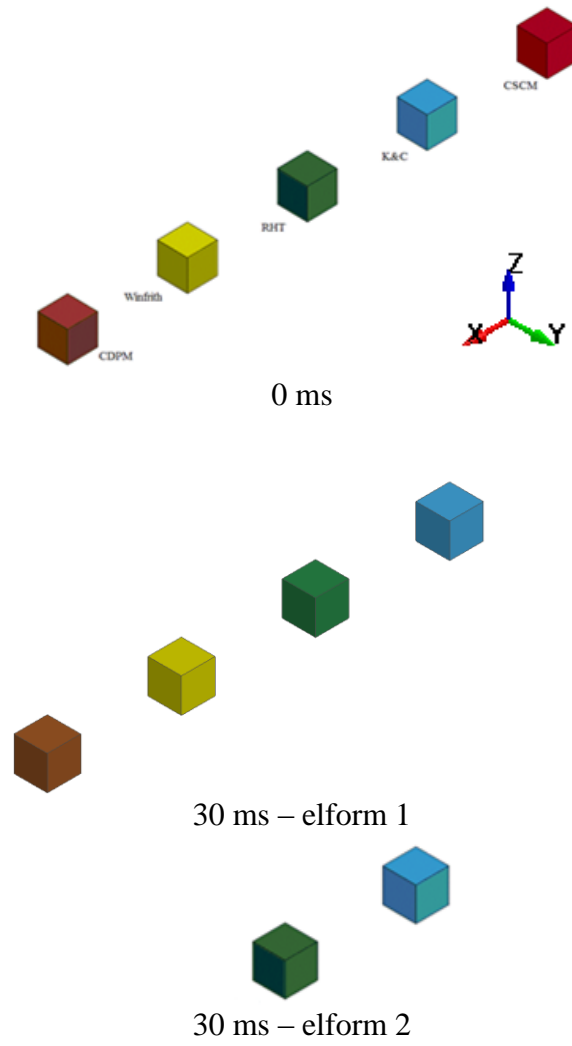 CSCM
K&C
RHT
Winfrith
CDPM
Z
X Y
0 ms
30 ms – elform 1
30 ms – elform 2